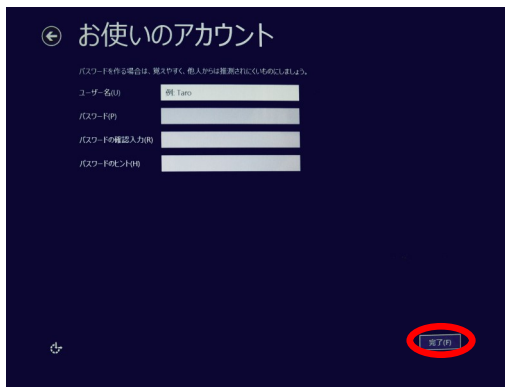 お使いのアカウント
パスワードを作る場合は、覚えやすく、他人からは推測されにくいものにしましょう。
ユーザー名(U)
例: Taro
パスワード(P)
パスワードの確認入力(R)
パスワードのヒント(H)
完了(F)